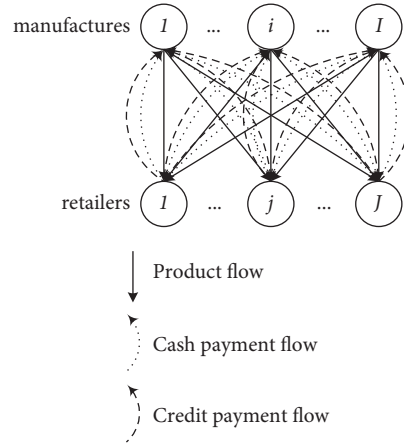 manufactures 1 ... i ... I
retailers 1 ... j ... J
Product flow
Cash payment flow
Credit payment flow